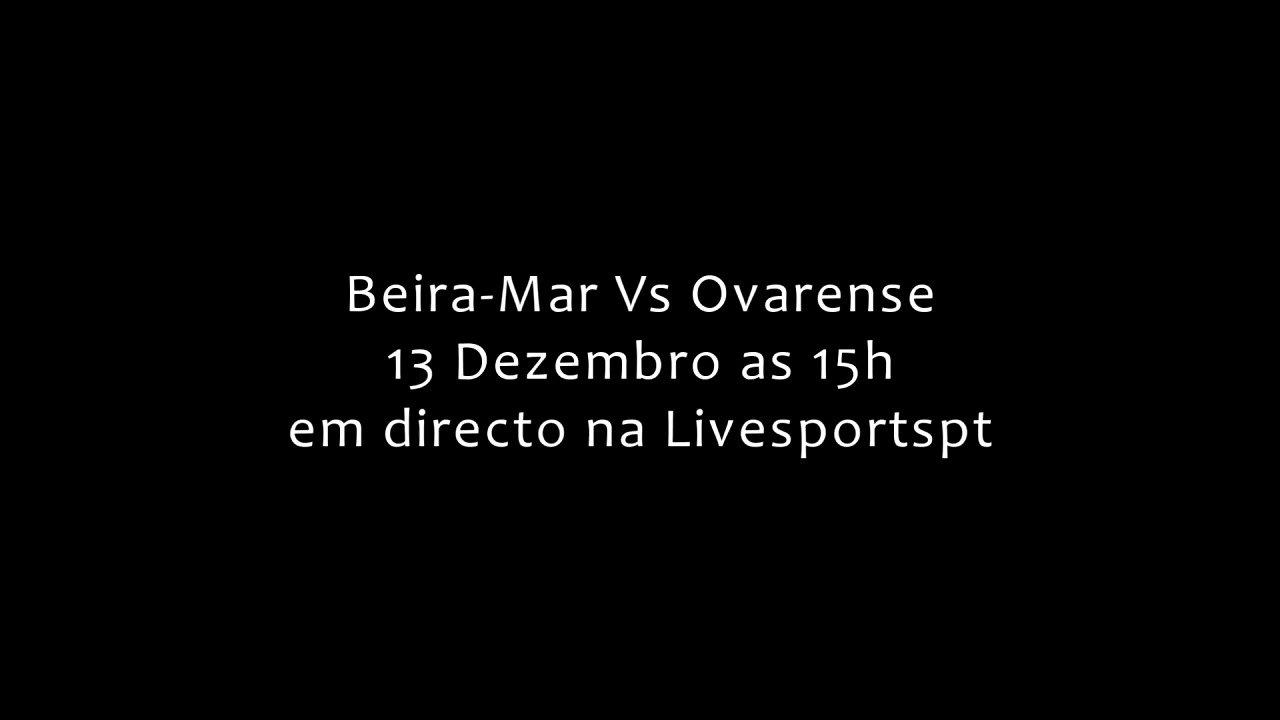 Beira-Mar Vs Ovarense
13 Dezembro as 15h
em directo na Livesportspt